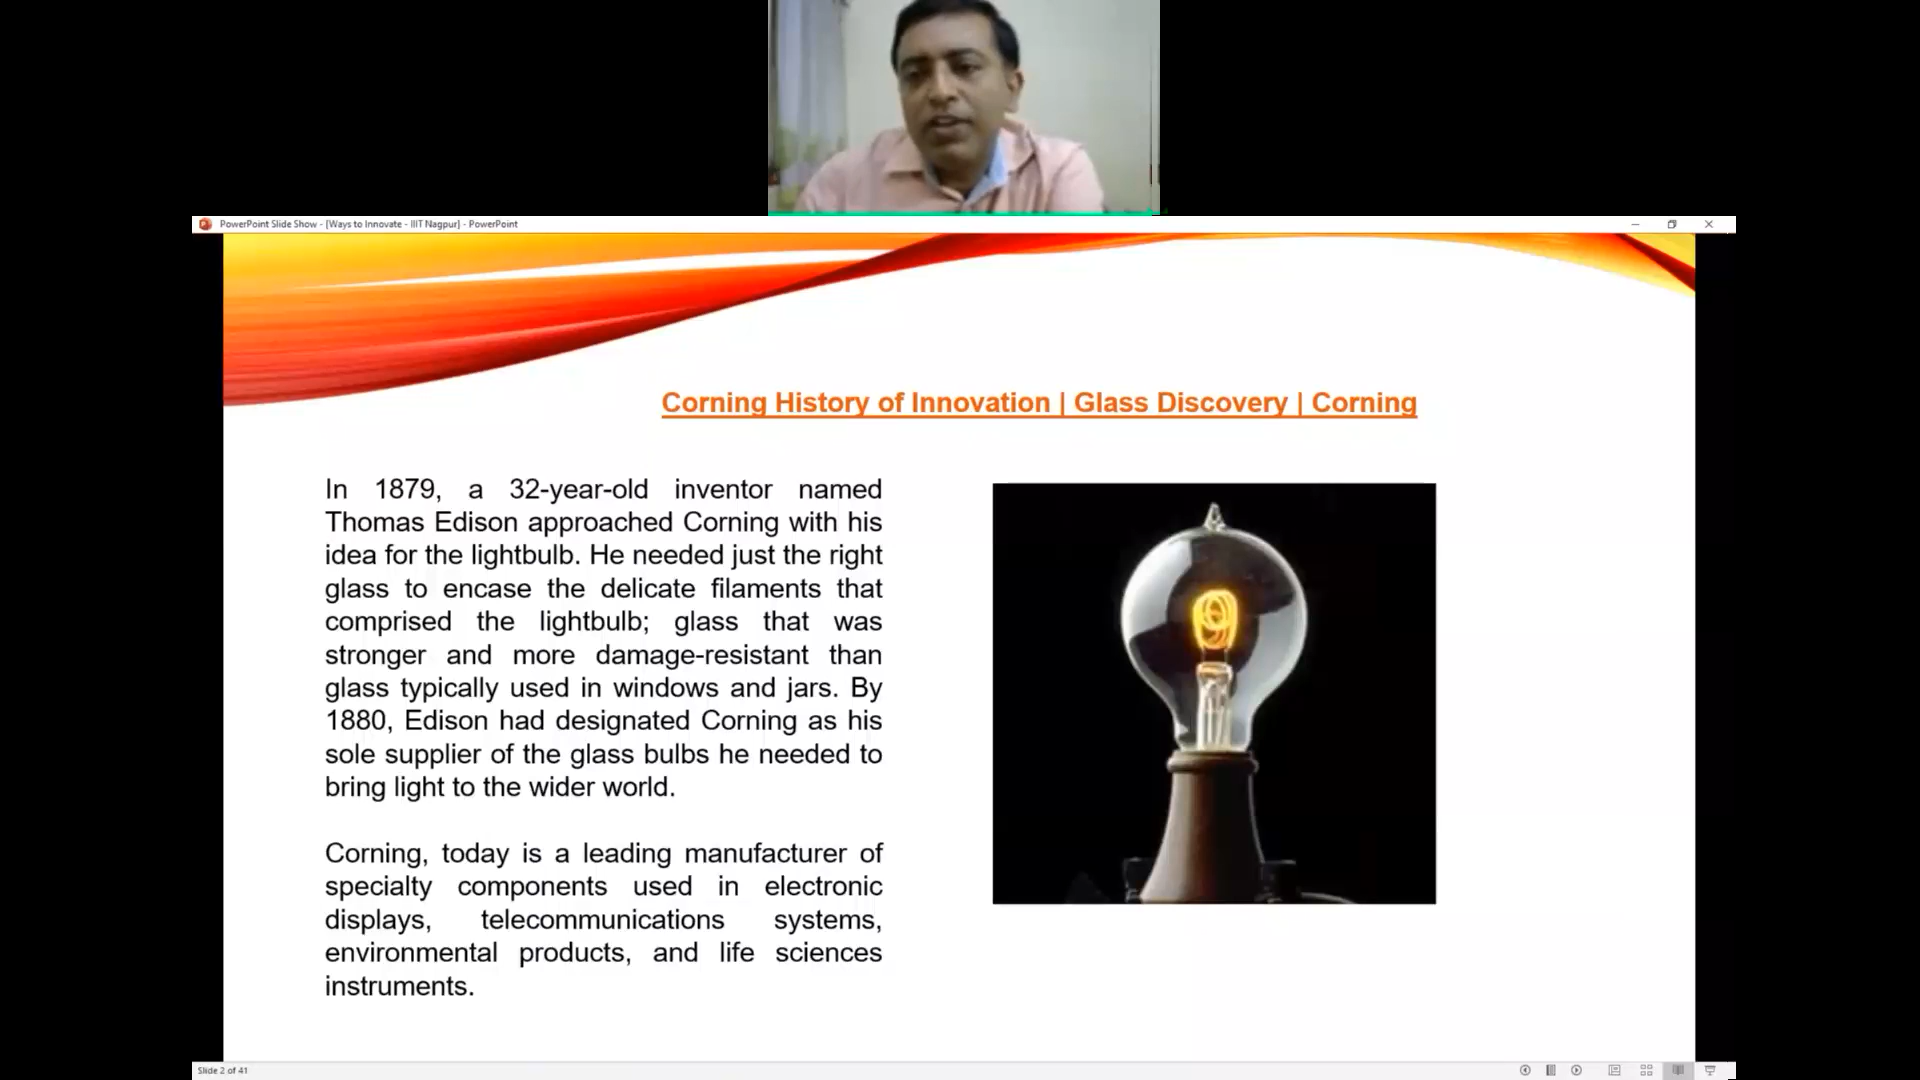 PowerPoint Slide Show - [Ways to Innovate - IIIT Nagpur] - PowerPoint
Corning History of Innovation | Glass Discovery | Corning
In 1879, a 32-year-old inventor named
Thomas Edison approached Corning with his
idea for the lightbulb. He needed just the right
glass to encase the delicate filaments that
comprised the lightbulb; glass that was
stronger and more damage-resistant than
glass typically used in windows and jars. By
1880, Edison had designated Corning as his
sole supplier of the glass bulbs he needed to
bring light to the wider world.
Corning, today is a leading manufacturer of
specialty components used in electronic
displays, telecommunications systems,
environmental products, and life sciences
instruments.
Slide 2 of 41